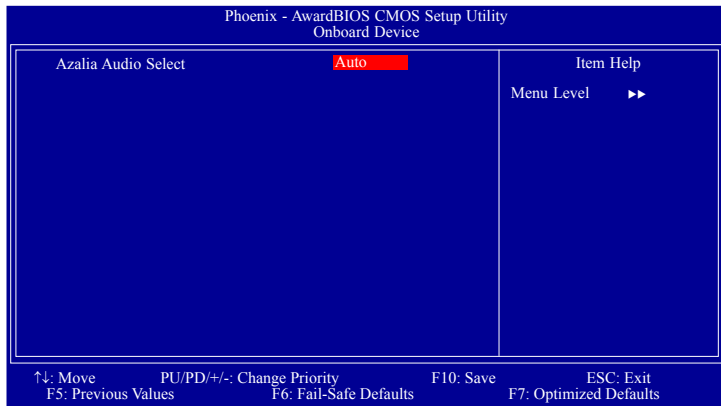 Phoenix - AwardBIOS CMOS Setup Utility
Onboard Device
Azalia Audio Select Auto
Item Help
Menu Level ▸▸
↑↓: Move PU/PD/+/-: Change Priority F10: Save ESC: Exit
F5: Previous Values F6: Fail-Safe Defaults F7: Optimized Defaults